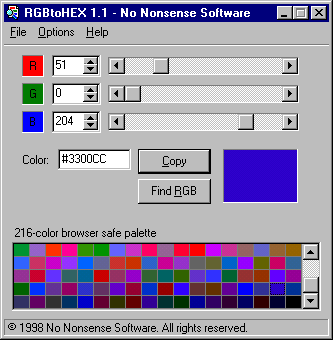 RGBtoHEX 1.1 - No Nonsense Software
File Options Help
R 51
G 0
B 204
Color: #3300CC Copy
Find RGB
216-color browser safe palette
© 1998 No Nonsense Software. All rights reserved.